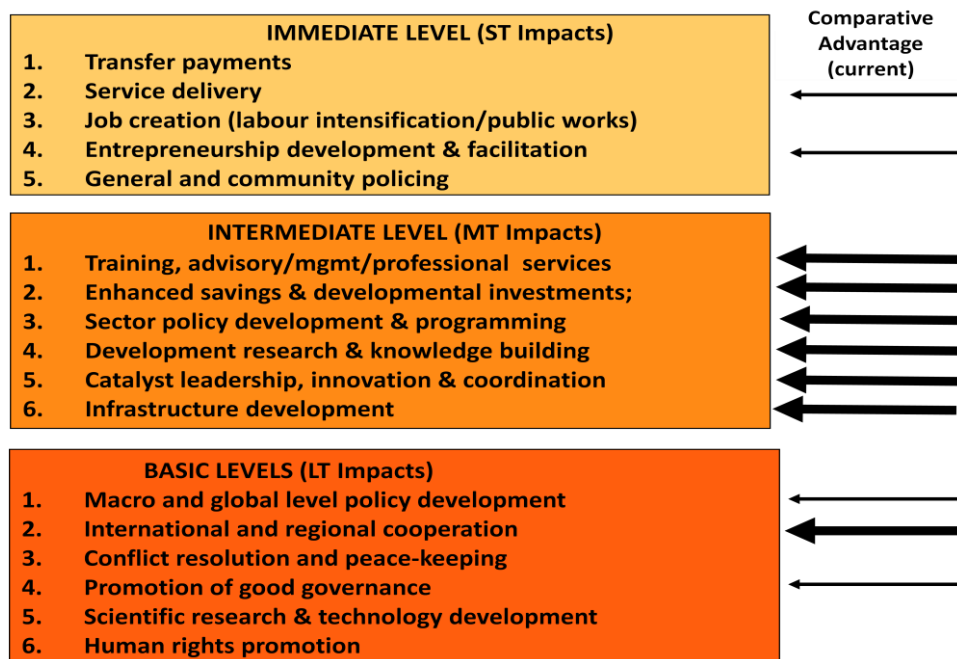 IMMEDIATE LEVEL (ST Impacts)
1. Transfer payments
2. Service delivery
3. Job creation (labour intensification/public works)
4. Entrepreneurship development & facilitation
5. General and community policing
Comparative
Advantage
(current)
INTERMEDIATE LEVEL (MT Impacts)
1. Training, advisory/mgmt/professional services
2. Enhanced savings & developmental investments;
3. Sector policy development & programming
4. Development research & knowledge building
5. Catalyst leadership, innovation & coordination
6. Infrastructure development
BASIC LEVELS (LT Impacts)
1. Macro and global level policy development
2. International and regional cooperation
3. Conflict resolution and peace-keeping
4. Promotion of good governance
5. Scientific research & technology development
6. Human rights promotion